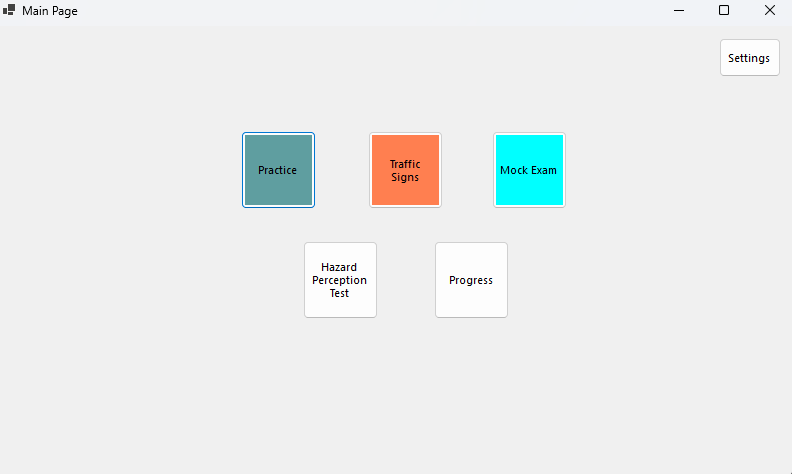 Main Page
Settings
Practice
Traffic
Signs
Mock Exam
Hazard
Perception
Test
Progress